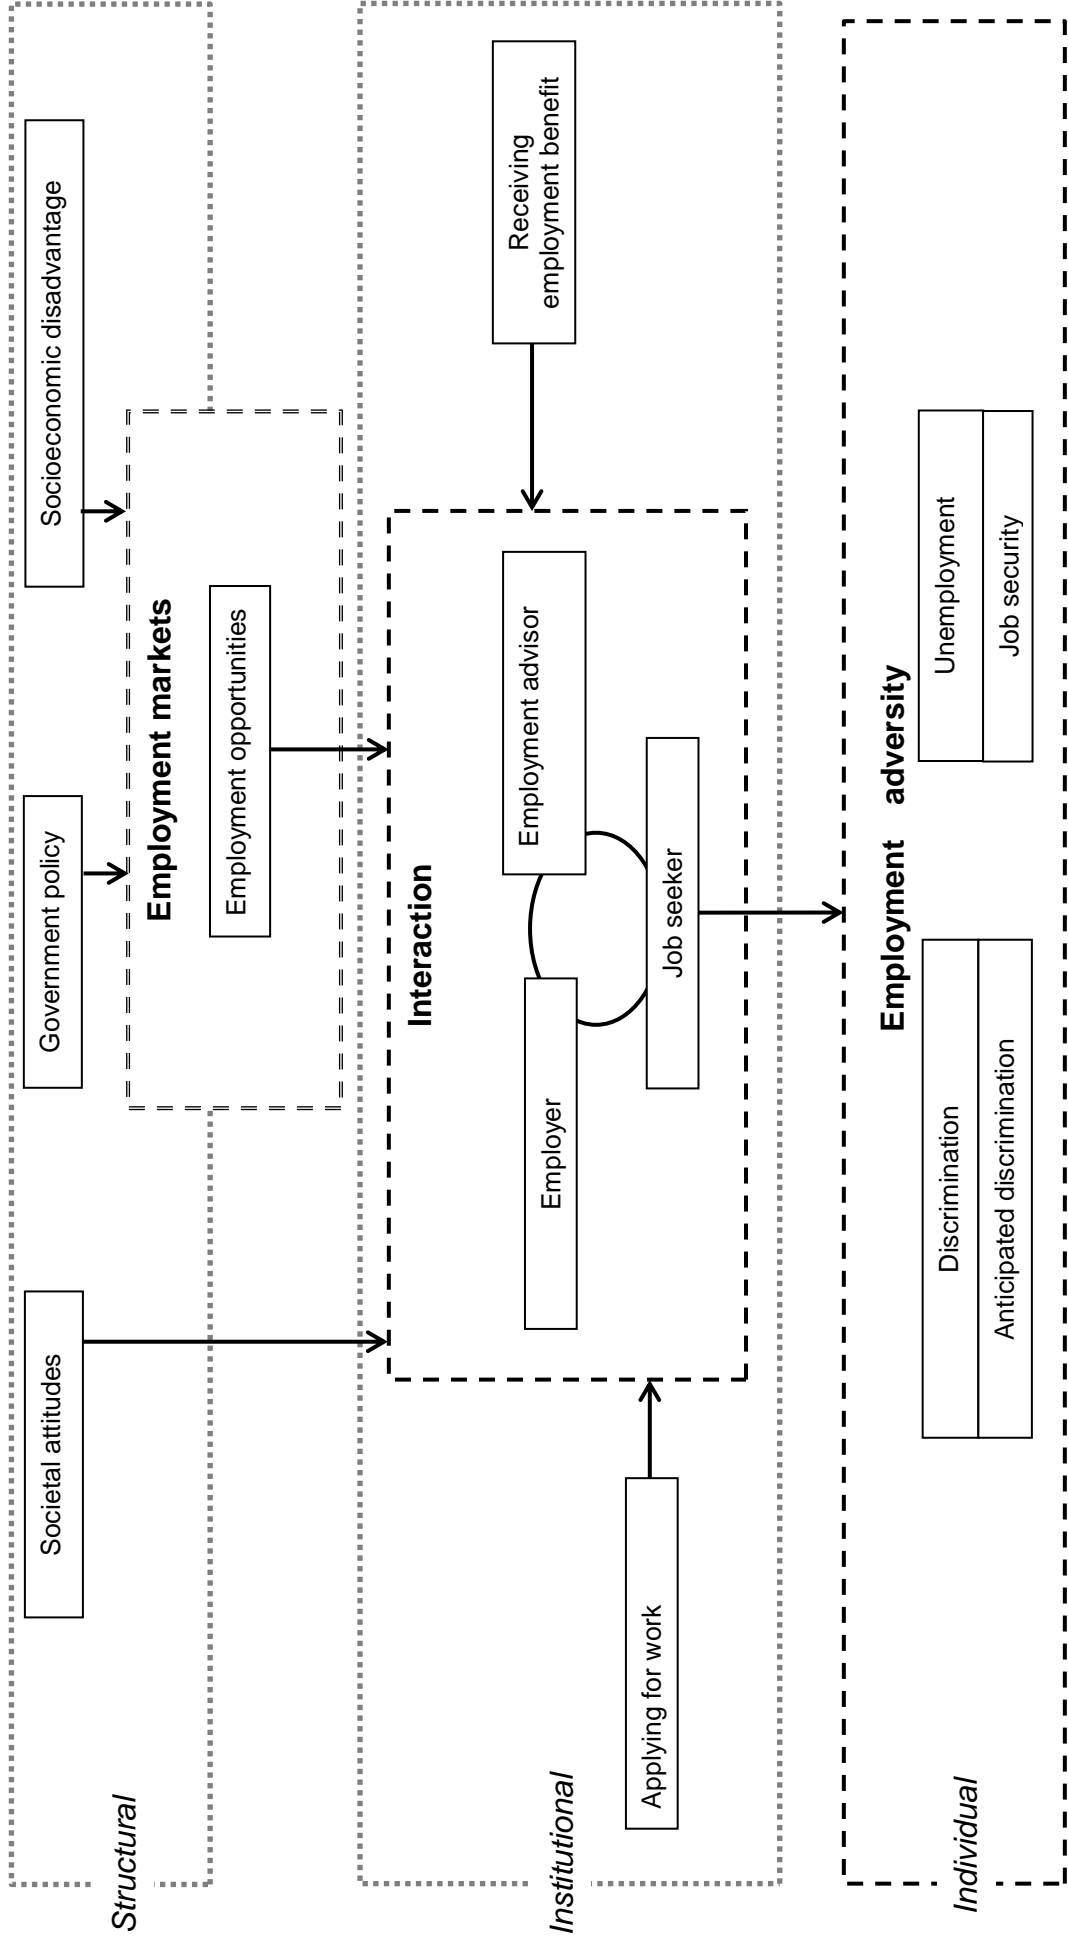 Structural
Societal attitudes
Government policy
Socioeconomic disadvantage
Employment markets
Employment opportunities
Institutional
Interaction
Receiving
employment benefit
Employment advisor
Employer
Job seeker
Applying for work
Individual
Employment adversity
Discrimination
Anticipated discrimination
Unemployment
Job security